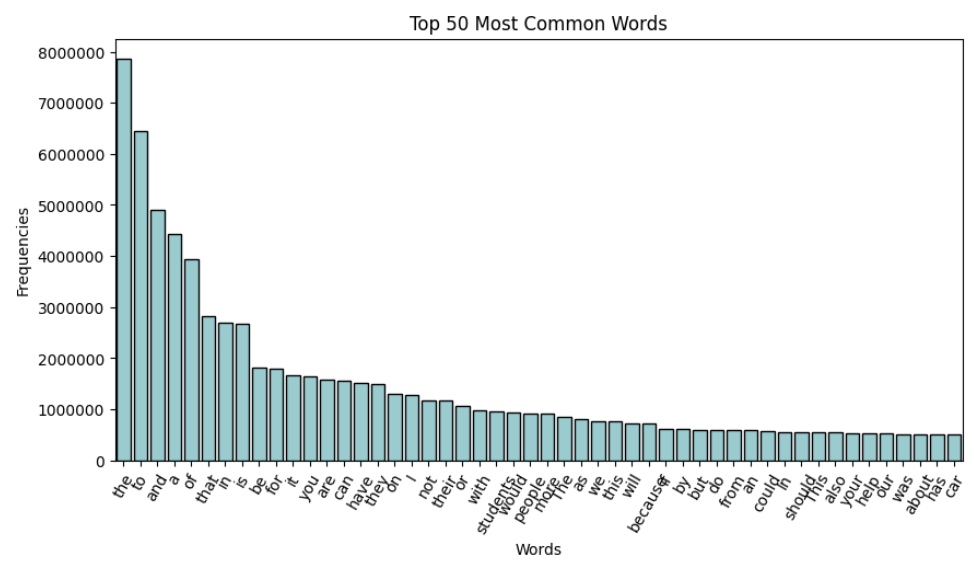 Top 50 Most Common Words
8000000
7000000
6000000
5000000
4000000
3000000
2000000
1000000
0
Frequencies
the to and a of that in is be for it you are can have they on I not their or with students would people more The as we this will because if by but do from an could In should This also your help our was about has car
Words